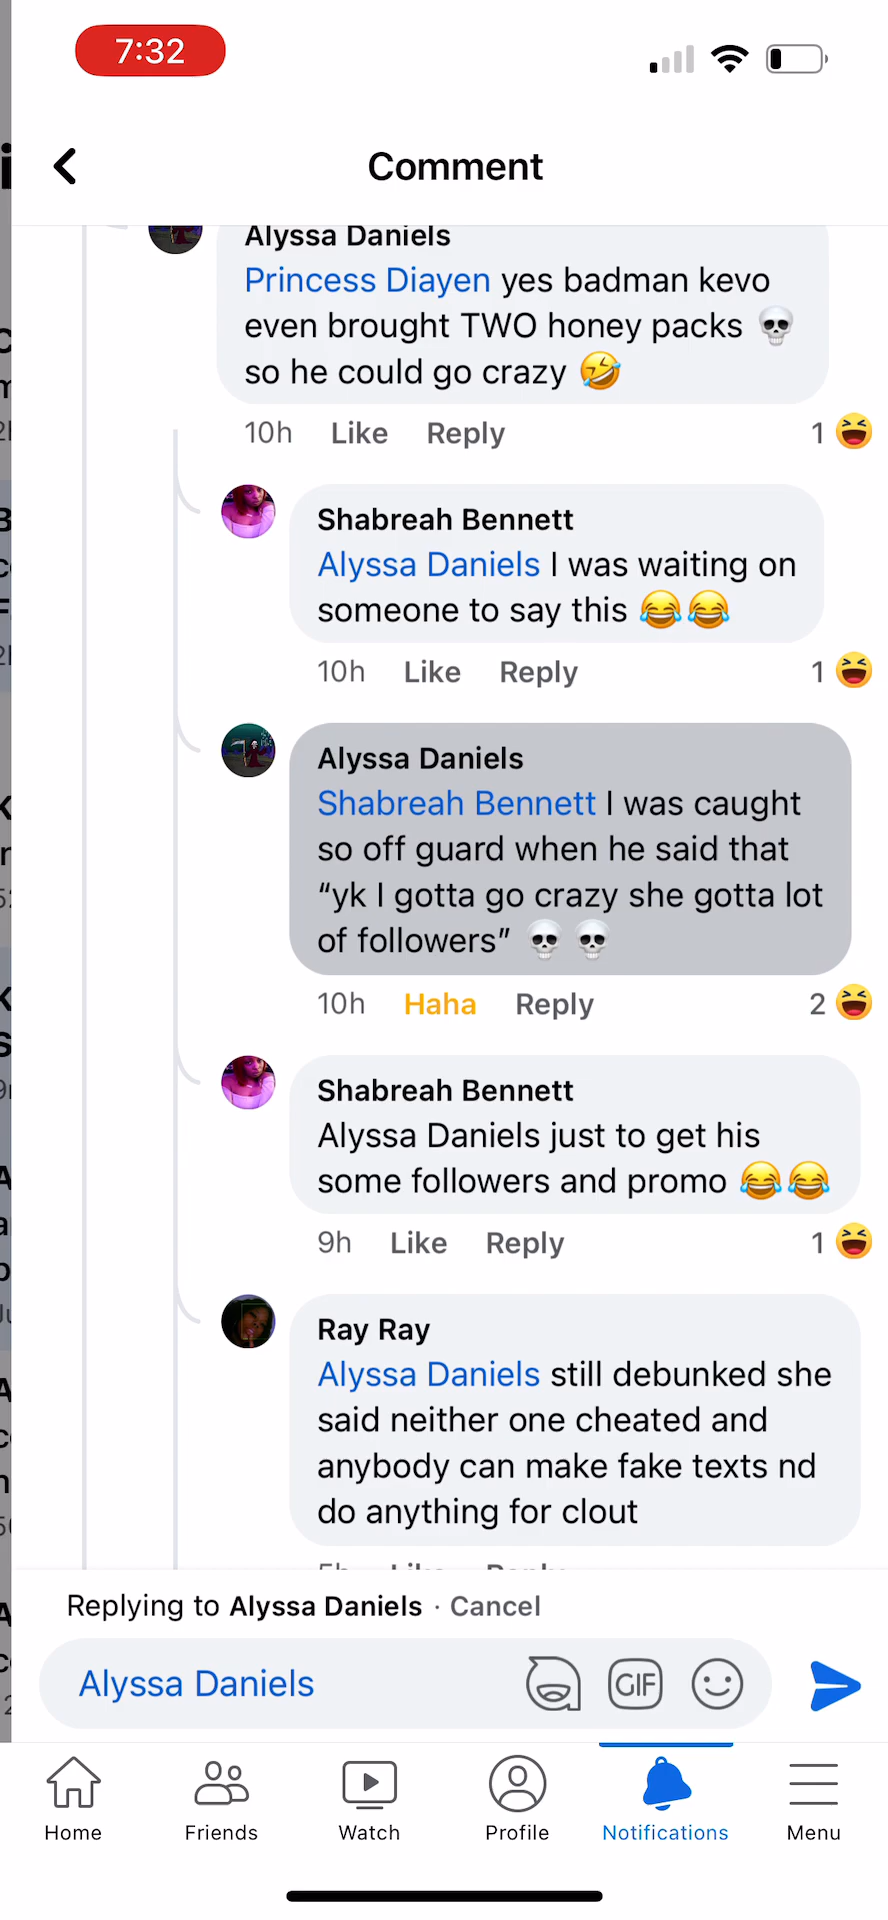 7:32
Comment
Alyssa Daniels
Princess Diayen yes badman kevo
even brought TWO honey packs 💀
so he could go crazy 🤣
10h Like Reply 1
Shabreah Bennett
Alyssa Daniels I was waiting on
someone to say this 😂😂
10h Like Reply 1
Alyssa Daniels
Shabreah Bennett I was caught
so off guard when he said that
“yk I gotta go crazy she gotta lot
of followers” 💀 💀
10h Haha Reply 2
Shabreah Bennett
Alyssa Daniels just to get his
some followers and promo 😂😂
9h Like Reply 1
Ray Ray
Alyssa Daniels still debunked she
said neither one cheated and
anybody can make fake texts nd
do anything for clout
5h Like Reply
Replying to Alyssa Daniels · Cancel
Alyssa Daniels GIF
Home Friends Watch Profile Notifications Menu